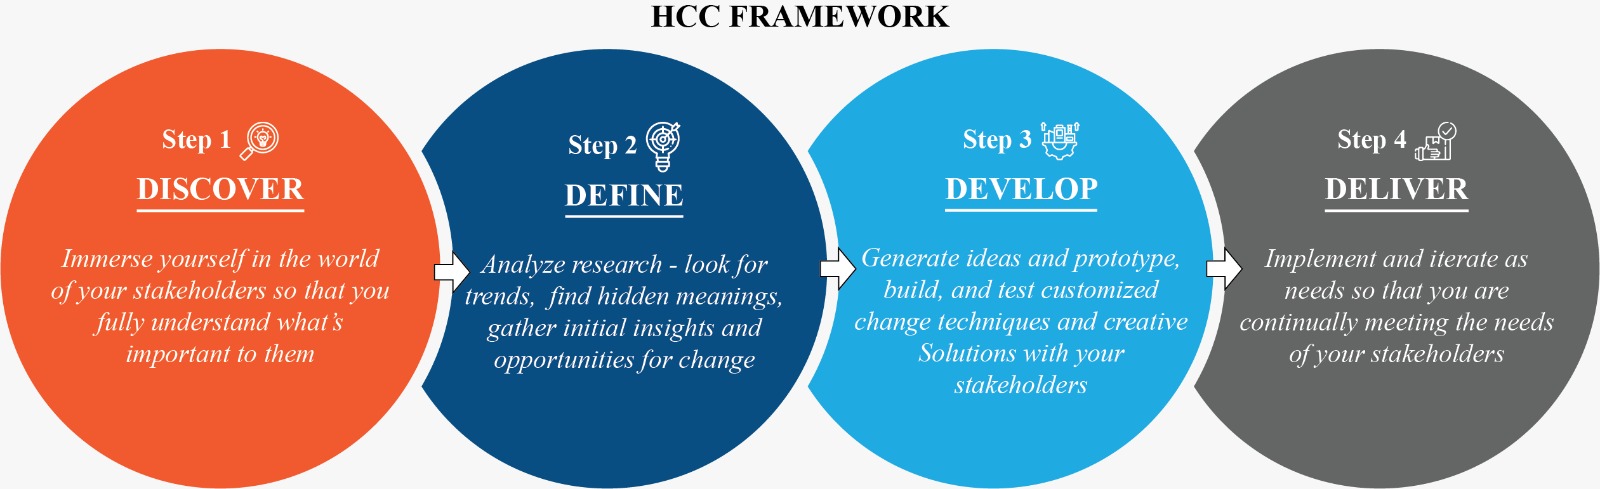 HCC FRAMEWORK
Step 1
DISCOVER
Immerse yourself in the world
of your stakeholders so that you
fully understand what's
important to them
Step 2
DEFINE
Analyze research - look for
trends,  find hidden meanings,
gather initial insights and
opportunities for change
Step 3
DEVELOP
Generate ideas and prototype,
build, and test customized
change techniques and creative
Solutions with your
stakeholders
Step 4
DELIVER
Implement and iterate as
needs so that you are
continually meeting the needs
of your stakeholders